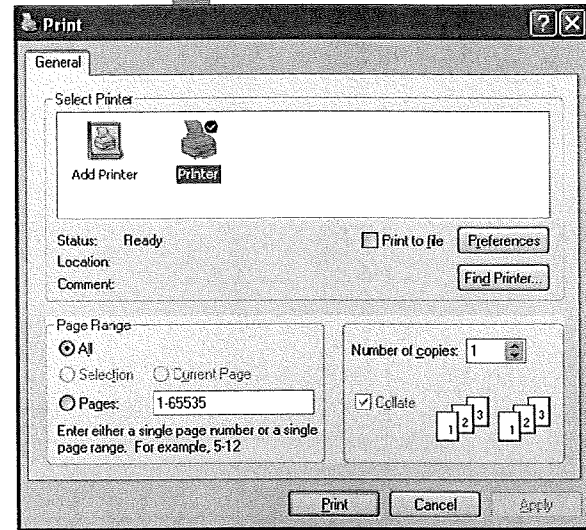 Print
General
Select Printer
Add Printer
Printer
Status: Ready
Location:
Comment:
Print to file
Preferences
Find Printer...
Page Range
All
Selection Current Page
Pages: 1-65535
Enter either a single page number or a single
page range. For example, 5-12
Number of copies: 1
Collate
1 2 3 1 2 3
Print Cancel Apply